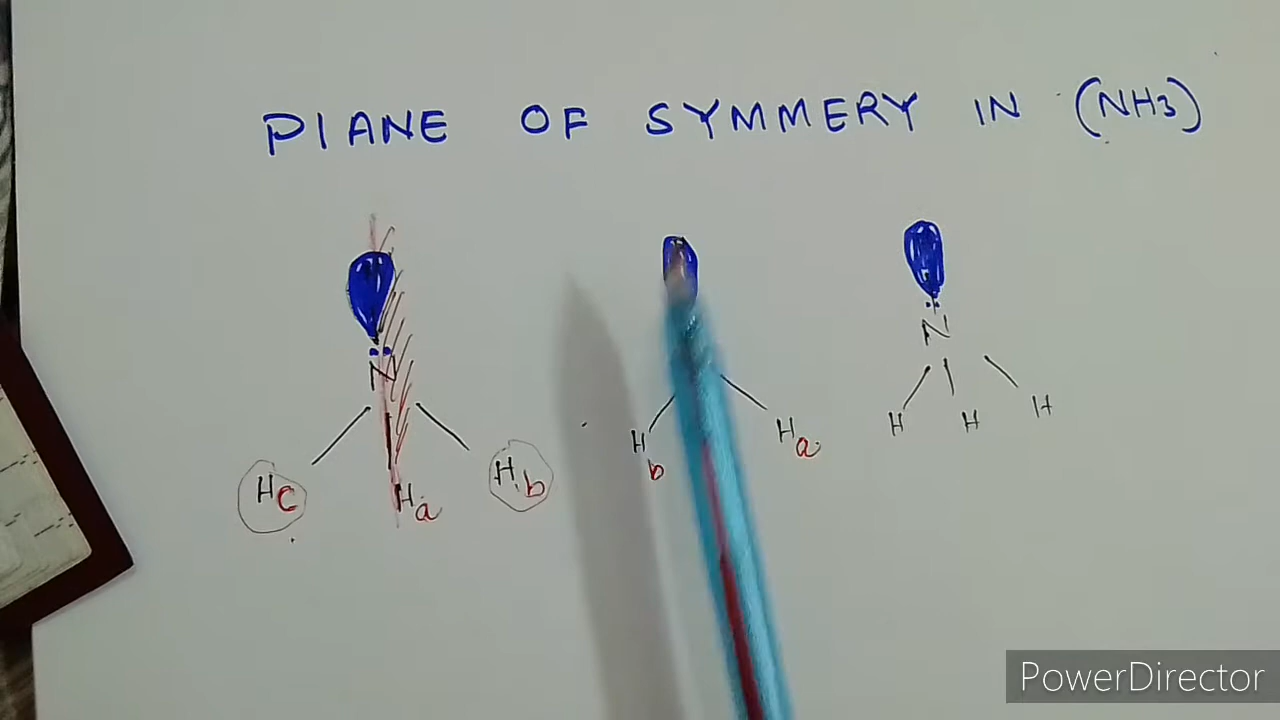 PLANE OF SYMMERY IN (NH3)
N N
Hc Ha Hb
Hb Ha
H H H
PowerDirector